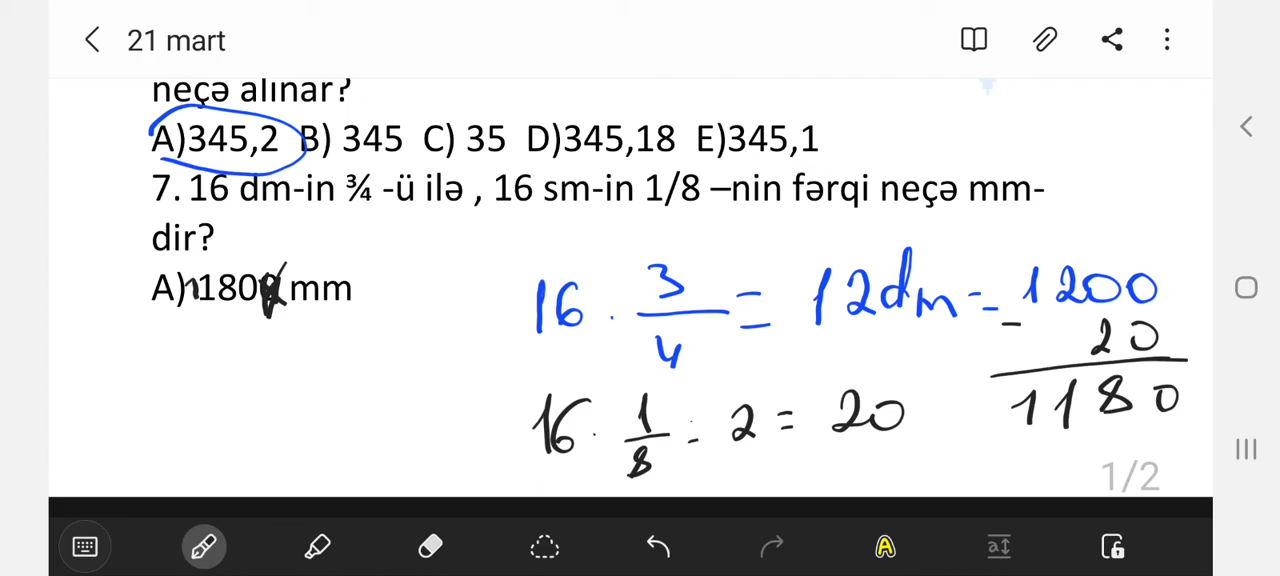 21 mart
neçə alınar?
A)345,2 B) 345 C) 35 D)345,18 E)345,1
7. 16 dm-in ¾ -ü ilə , 16 sm-in 1/8 –nin fərqi neçə mm-
dir?
A) 1180 mm
16 · 3/4 = 12dm = 1200
- 20
1180
16 · 1/8 = 2 = 20
1/2
A
a